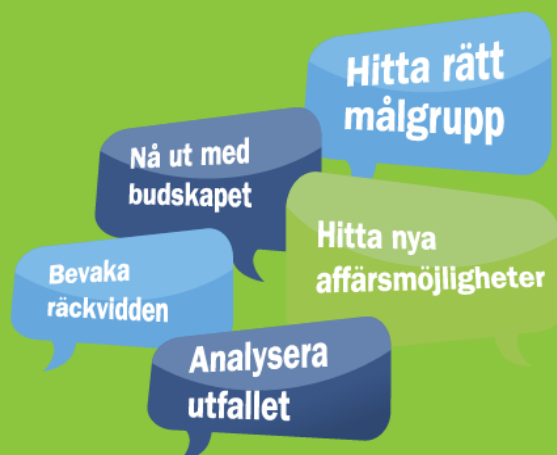 Hitta rätt
målgrupp
Nå ut med
budskapet
Hitta nya
affärsmöjligheter
Bevaka
räckvidden
Analysera
utfallet